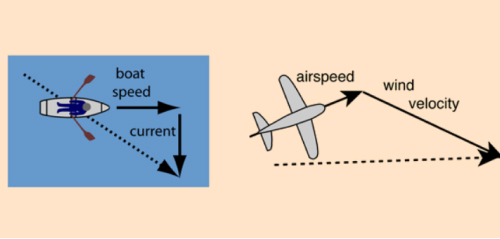 boat
speed
current
airspeed
wind
velocity